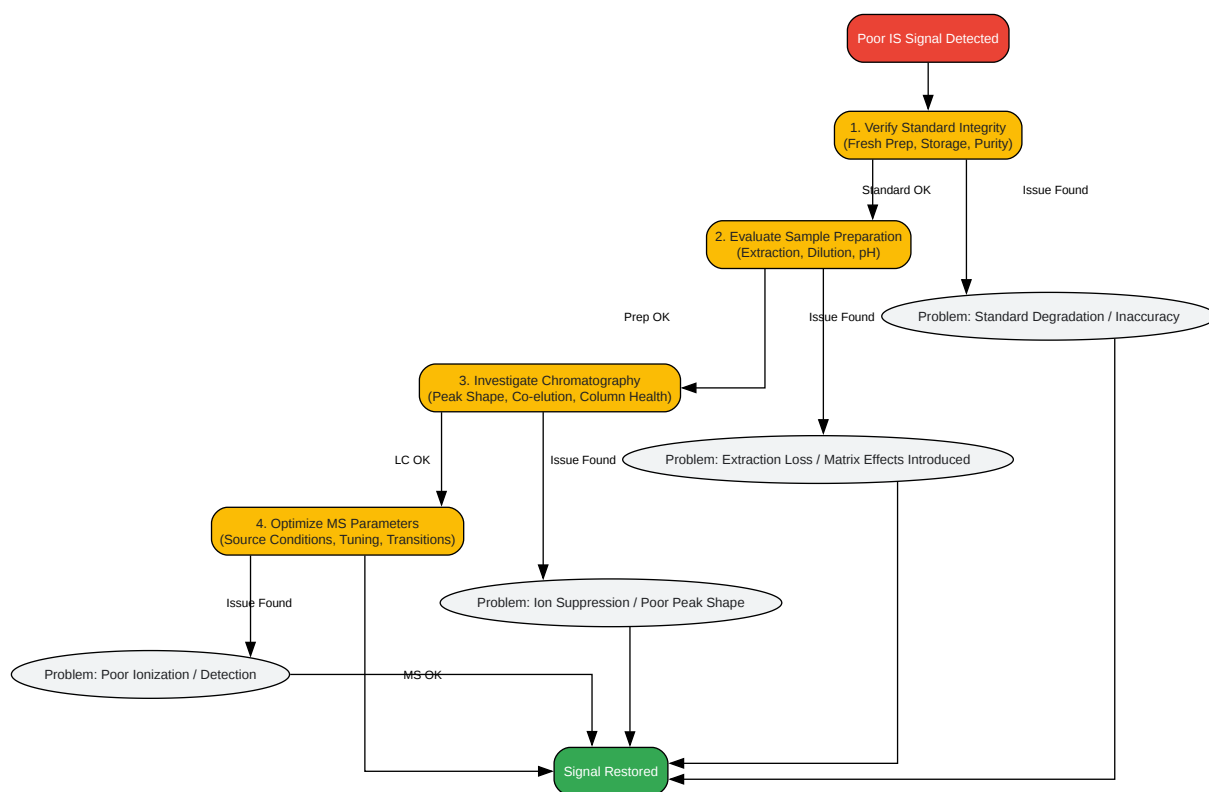 Poor IS Signal Detected
1. Verify Standard Integrity
(Fresh Prep, Storage, Purity)
Standard OK
Issue Found
2. Evaluate Sample Preparation
(Extraction, Dilution, pH)
Prep OK
Issue Found
Problem: Standard Degradation / Inaccuracy
3. Investigate Chromatography
(Peak Shape, Co-elution, Column Health)
LC OK
Issue Found
Problem: Extraction Loss / Matrix Effects Introduced
4. Optimize MS Parameters
(Source Conditions, Tuning, Transitions)
Issue Found
Problem: Ion Suppression / Poor Peak Shape
Problem: Poor Ionization / Detection
MS OK
Signal Restored